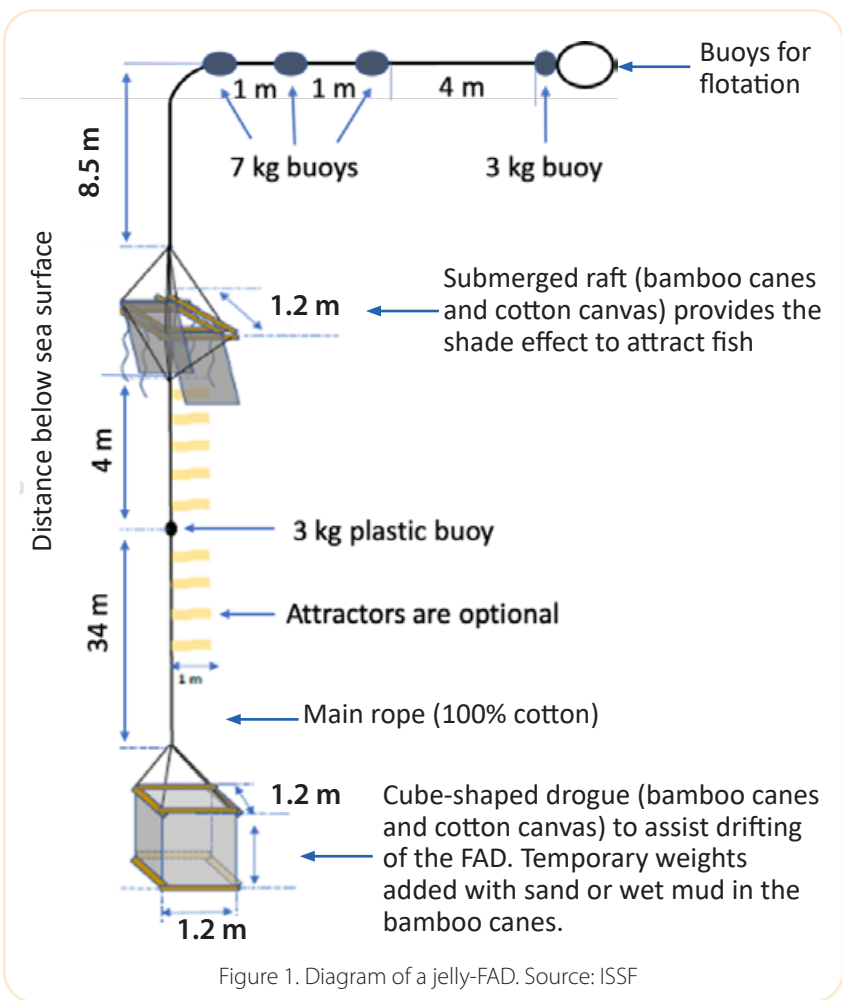 Buoys for
flotation
1 m
1 m
4 m
8.5 m
7 kg buoys
3 kg buoy
Distance below sea surface
1.2 m
Submerged raft (bamboo canes
and cotton canvas) provides the
shade effect to attract fish
4 m
3 kg plastic buoy
34 m
Attractors are optional
1 m
Main rope (100% cotton)
1.2 m
Cube-shaped drogue (bamboo canes
and cotton canvas) to assist drifting
of the FAD. Temporary weights
added with sand or wet mud in the
bamboo canes.
1.2 m
Figure 1. Diagram of a jelly-FAD. Source: ISSF